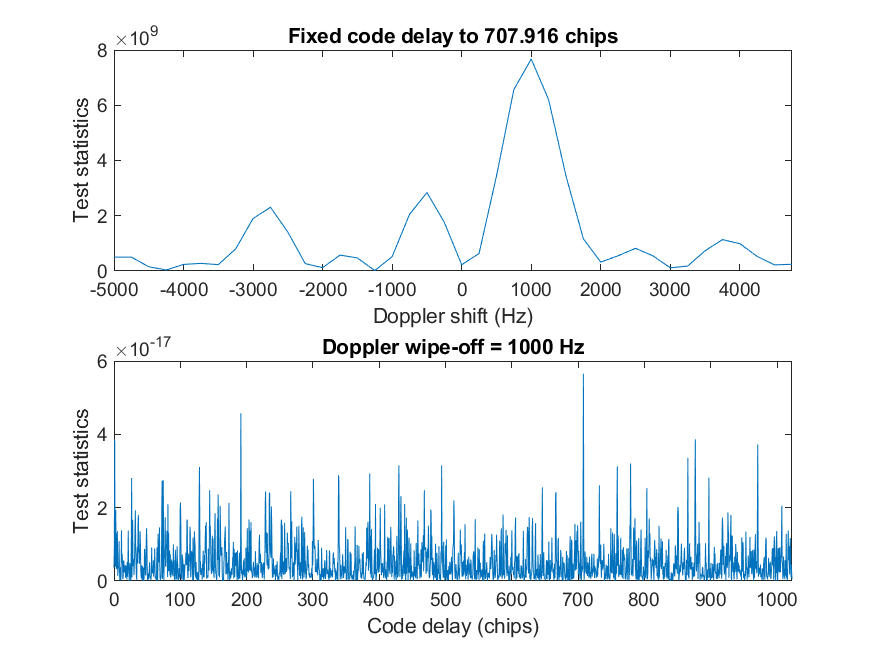 ×10^9
Fixed code delay to 707.916 chips
8
6
4
2
0
Test statistics
-5000 -4000 -3000 -2000 -1000 0 1000 2000 3000 4000
Doppler shift (Hz)
×10^-17
Doppler wipe-off = 1000 Hz
6
4
2
0
Test statistics
0 100 200 300 400 500 600 700 800 900 1000
Code delay (chips)